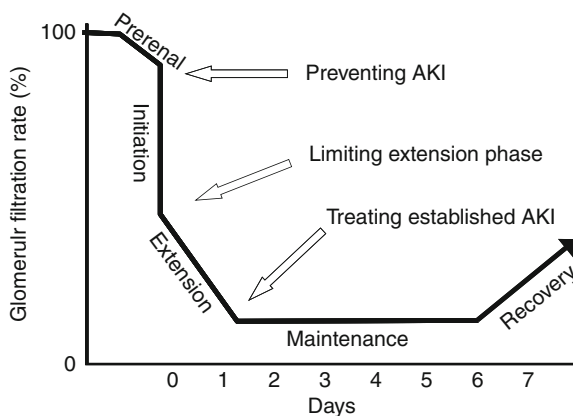 Glomerulr filtration rate (%)
100
0
Prerenal
Initiation
Extension
Maintenance
Recovery
Preventing AKI
Limiting extension phase
Treating established AKI
0 1 2 3 4 5 6 7
Days